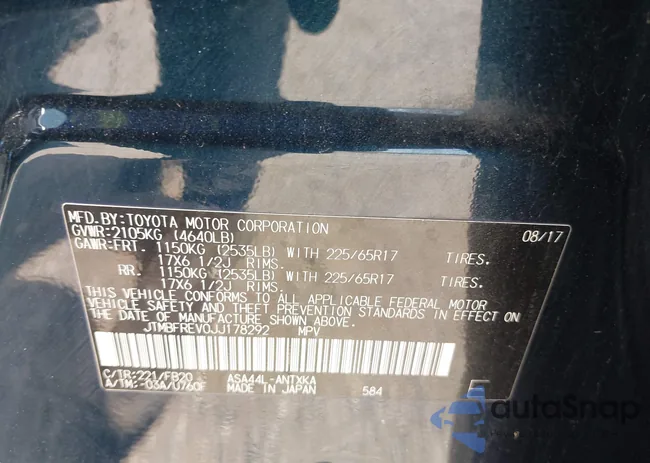 MFD.BY:TOYOTA MOTOR CORPORATION 08/17
GVWR:2105KG (4640LB)
GAWR:FRT. 1150KG (2535LB) WITH 225/65R17 TIRES.
17X6 1/2J RIMS.
RR. 1150KG (2535LB) WITH 225/65R17 TIRES.
17X6 1/2J RIMS.
THIS VEHICLE CONFORMS TO ALL APPLICABLE FEDERAL MOTOR
VEHICLE SAFETY AND THEFT PREVENTION STANDARDS IN EFFECT ON
THE DATE OF MANUFACTURE SHOWN ABOVE.
JTMBFREV0JJ178292 MPV
C/TR:221/FB20 ASA44L-ANTXKA
A/TM:-03A/U760F MADE IN JAPAN 584
autoSnap